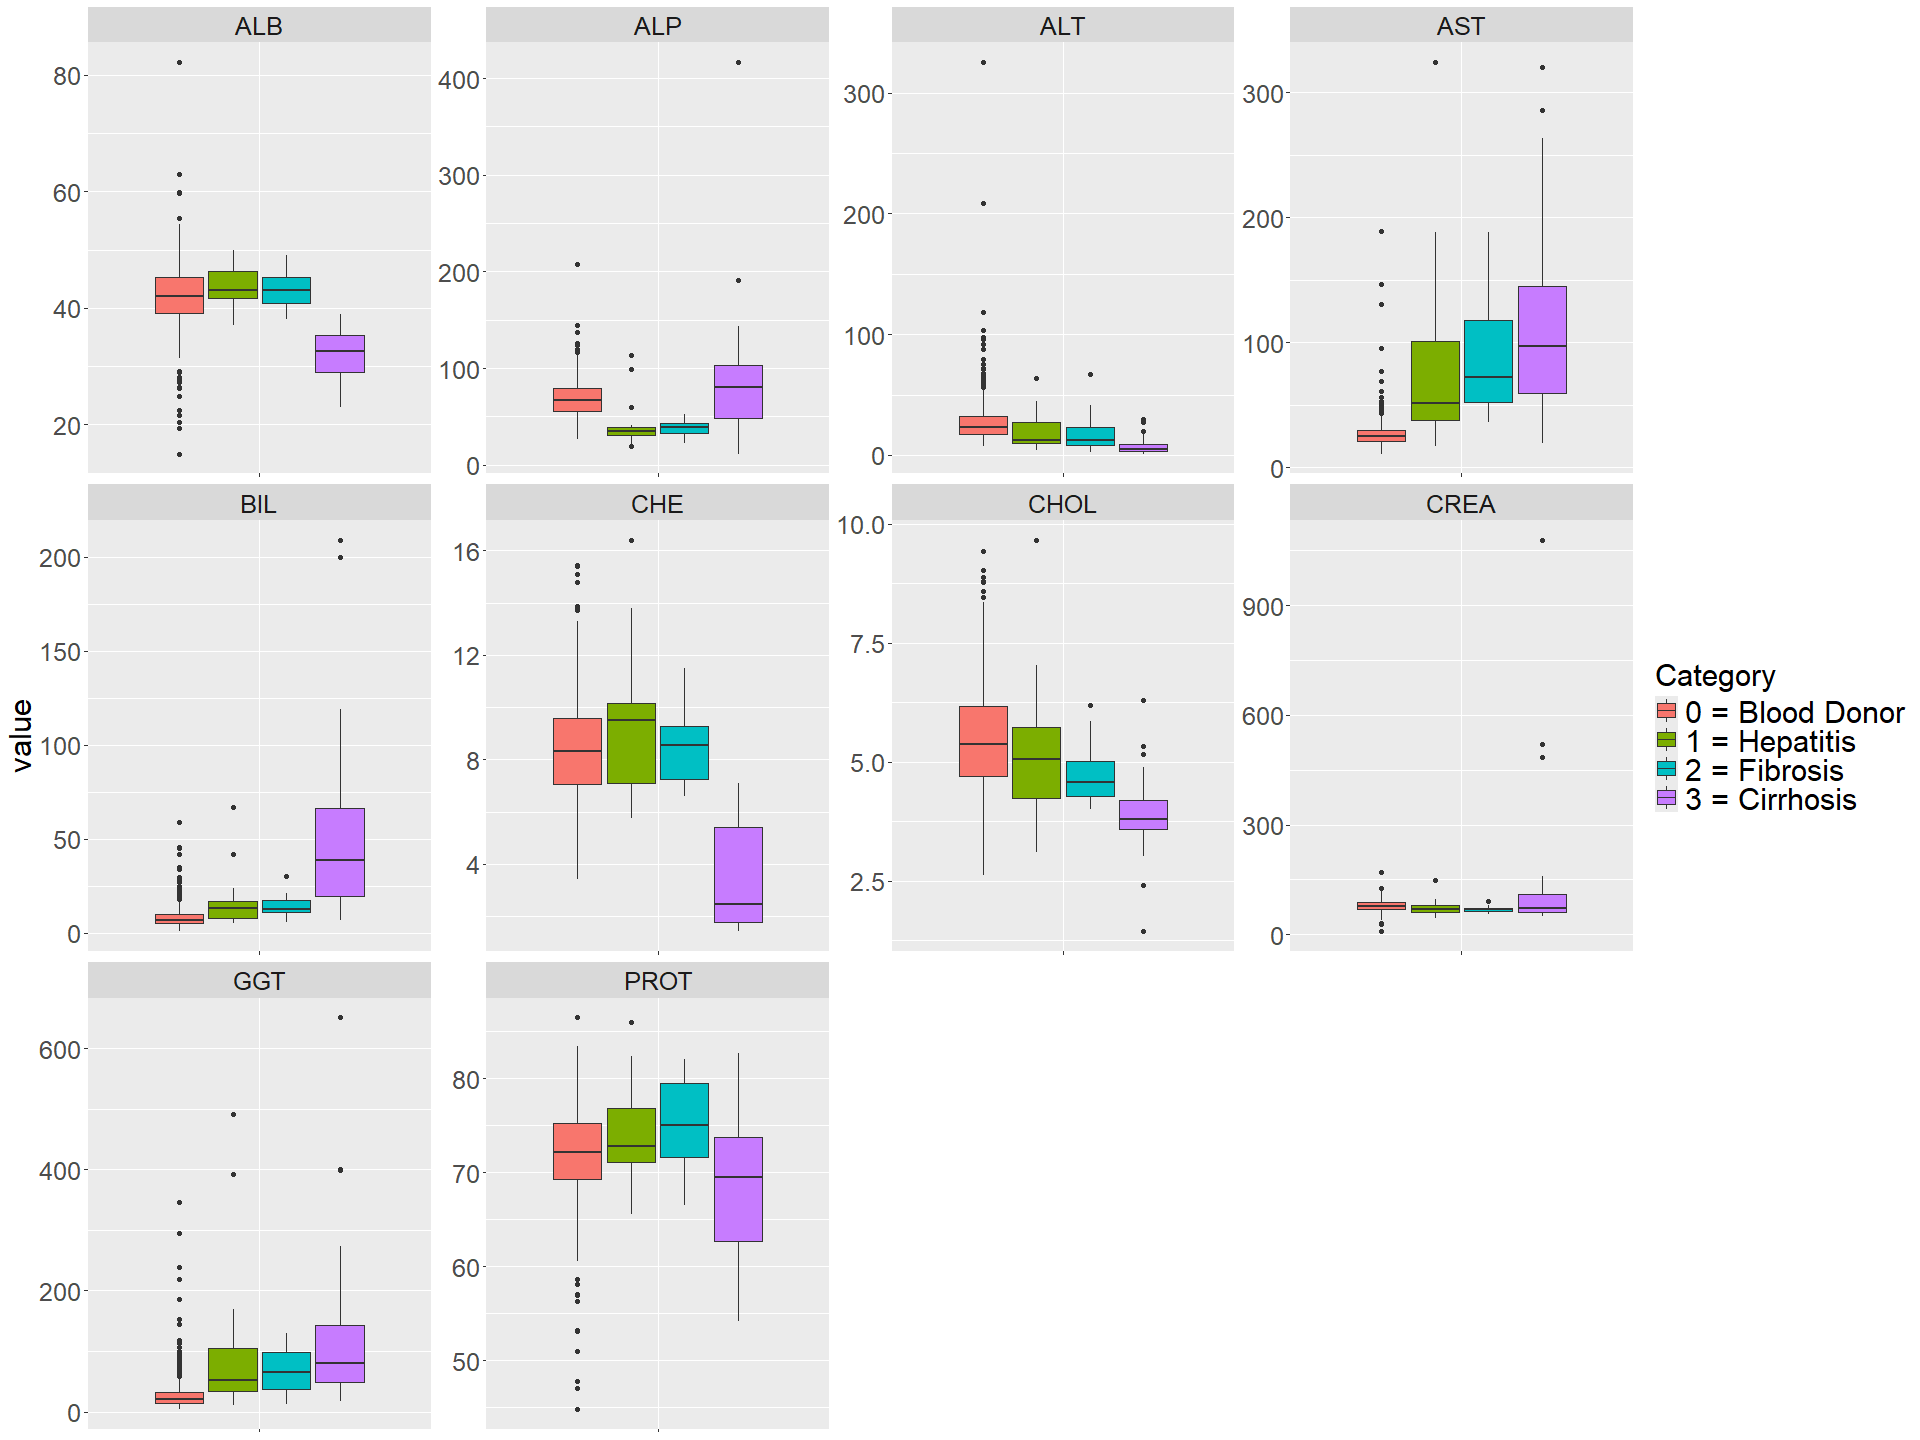 ALB
ALP
ALT
AST
80
60
40
20
400
300
200
100
0
300
200
100
0
300
200
100
0
BIL
CHE
CHOL
CREA
200
150
100
50
0
16
12
8
4
10.0
7.5
5.0
2.5
900
600
300
0
GGT
PROT
600
400
200
0
80
70
60
50
value
Category
0 = Blood Donor
1 = Hepatitis
2 = Fibrosis
3 = Cirrhosis